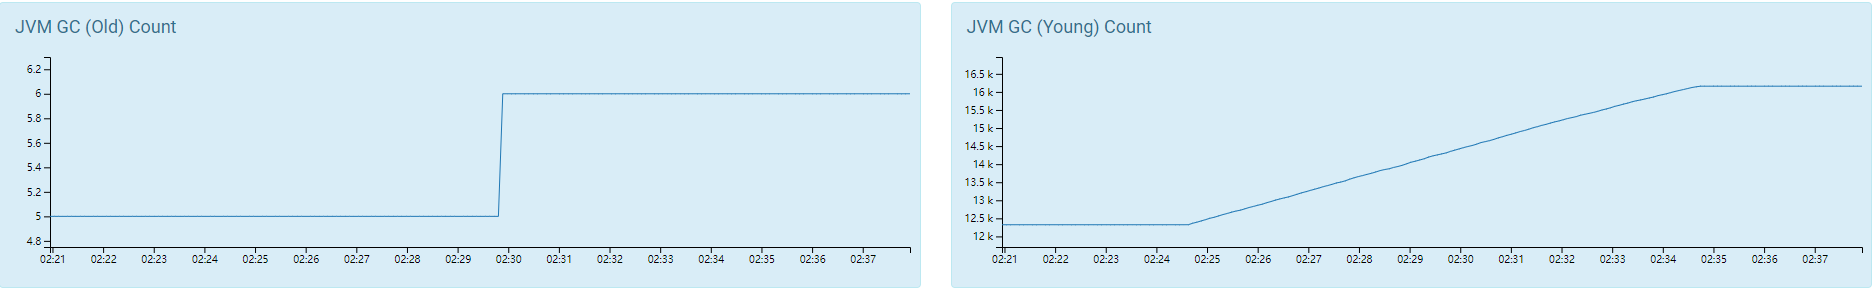 JVM GC (Old) Count
6.2
6
5.8
5.6
5.4
5.2
5
4.8
02:21 02:22 02:23 02:24 02:25 02:26 02:27 02:28 02:29 02:30 02:31 02:32 02:33 02:34 02:35 02:36 02:37
JVM GC (Young) Count
16.5 k
16 k
15.5 k
15 k
14.5 k
14 k
13.5 k
13 k
12.5 k
12 k
02:21 02:22 02:23 02:24 02:25 02:26 02:27 02:28 02:29 02:30 02:31 02:32 02:33 02:34 02:35 02:36 02:37